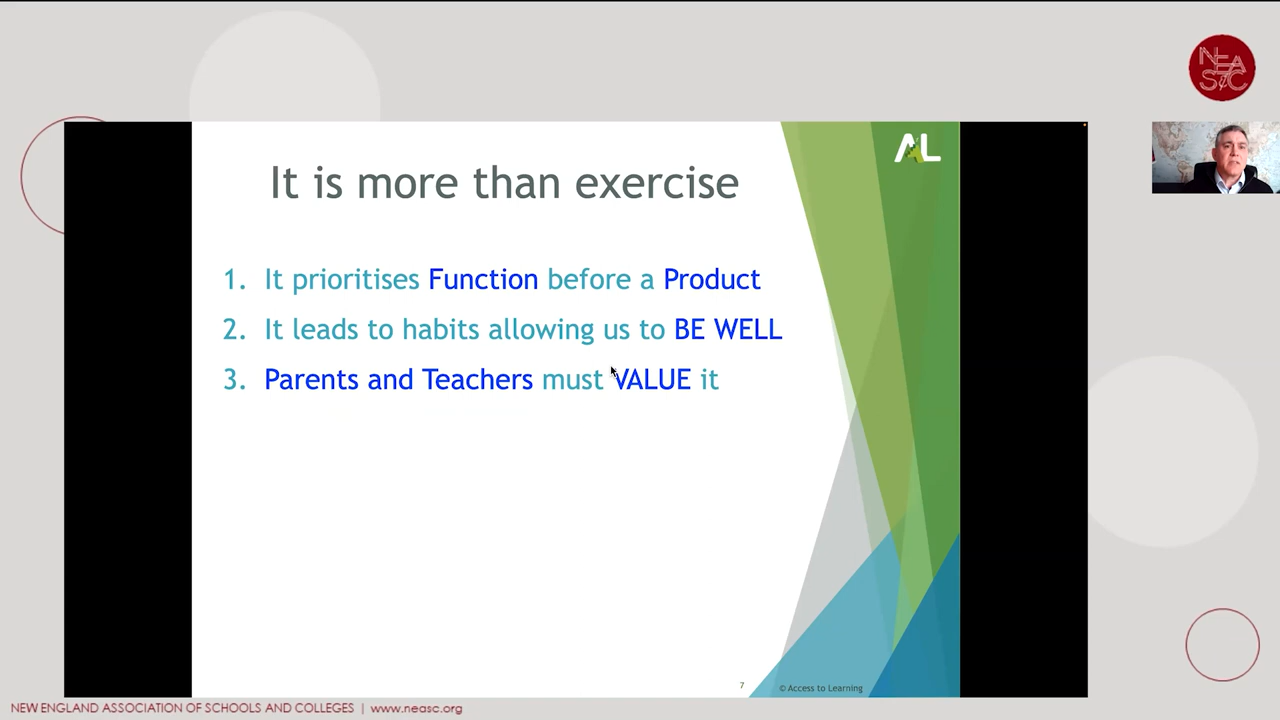 NEA
S&C
AL
It is more than exercise
1. It prioritises Function before a Product
2. It leads to habits allowing us to BE WELL
3. Parents and Teachers must VALUE it
7
© Access to Learning
NEW ENGLAND ASSOCIATION OF SCHOOLS AND COLLEGES | www.neasc.org